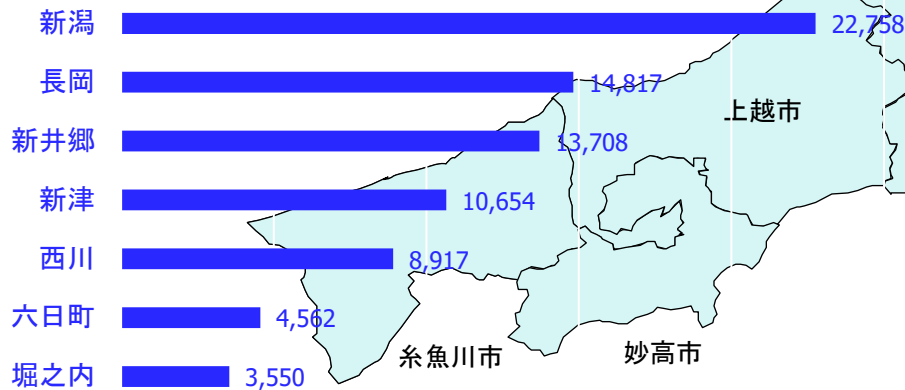 新潟 22,758
長岡 14,817
上越市
新井郷 13,708
新津 10,654
西川 8,917
六日町 4,562
糸魚川市 妙高市
堀之内 3,550